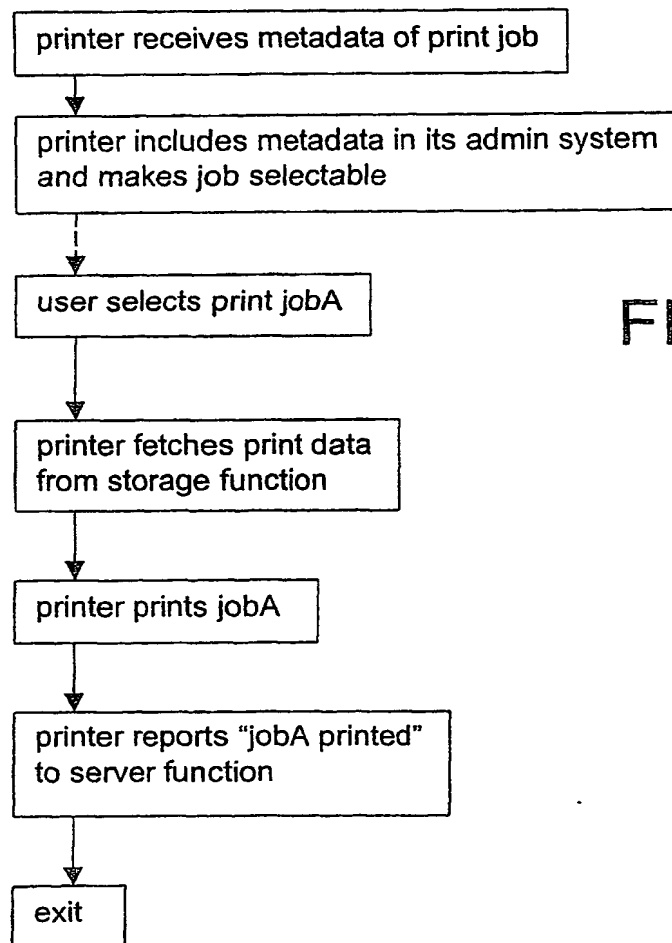 printer receives metadata of print job
printer includes metadata in its admin system
and makes job selectable
user selects print jobA
printer fetches print data
from storage function
printer prints jobA
printer reports “jobA printed”
to server function
exit